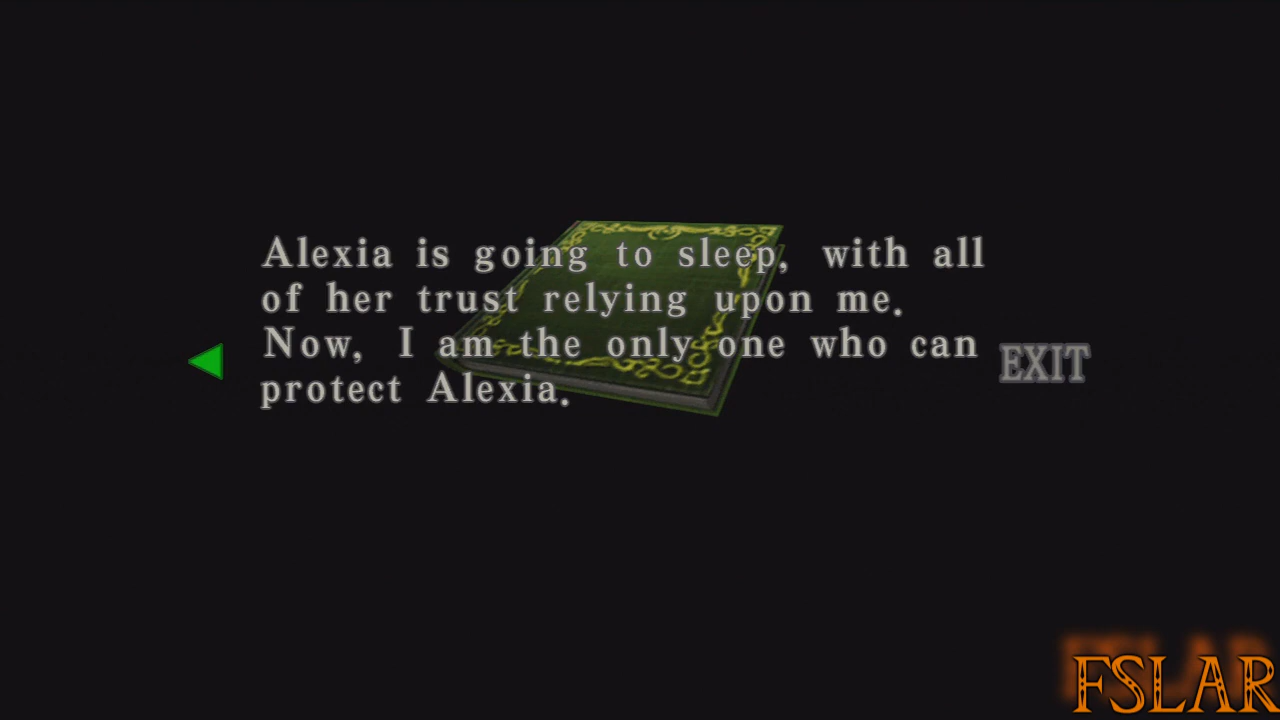 Alexia is going to sleep, with all
of her trust relying upon me.
Now, I am the only one who can
protect Alexia.
EXIT
FSLAR